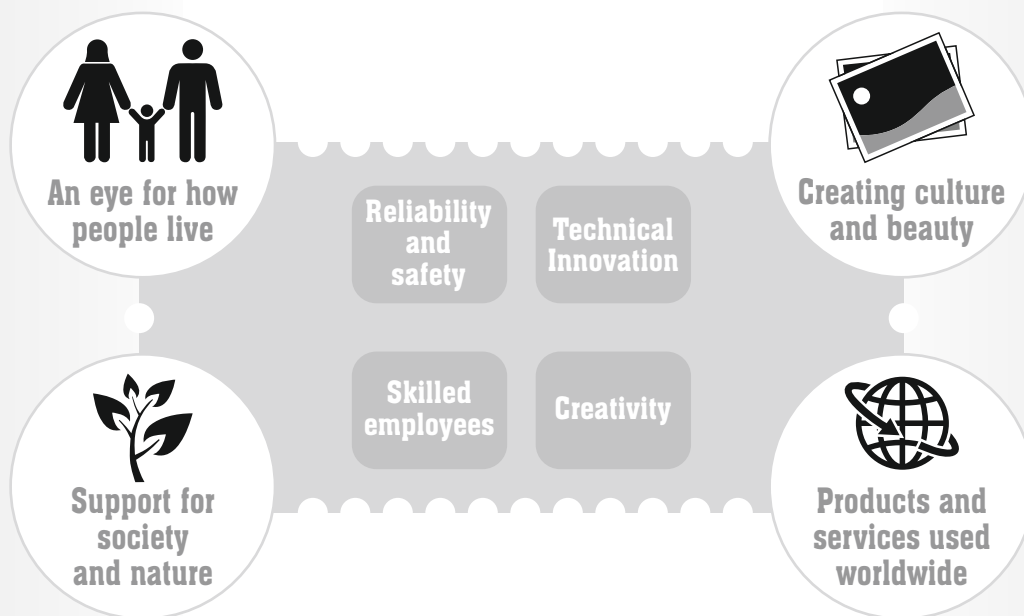 An eye for how
people live
Creating culture
and beauty
Reliability
and
safety
Technical
Innovation
Skilled
employees
Creativity
Support for
society
and nature
Products and
services used
worldwide